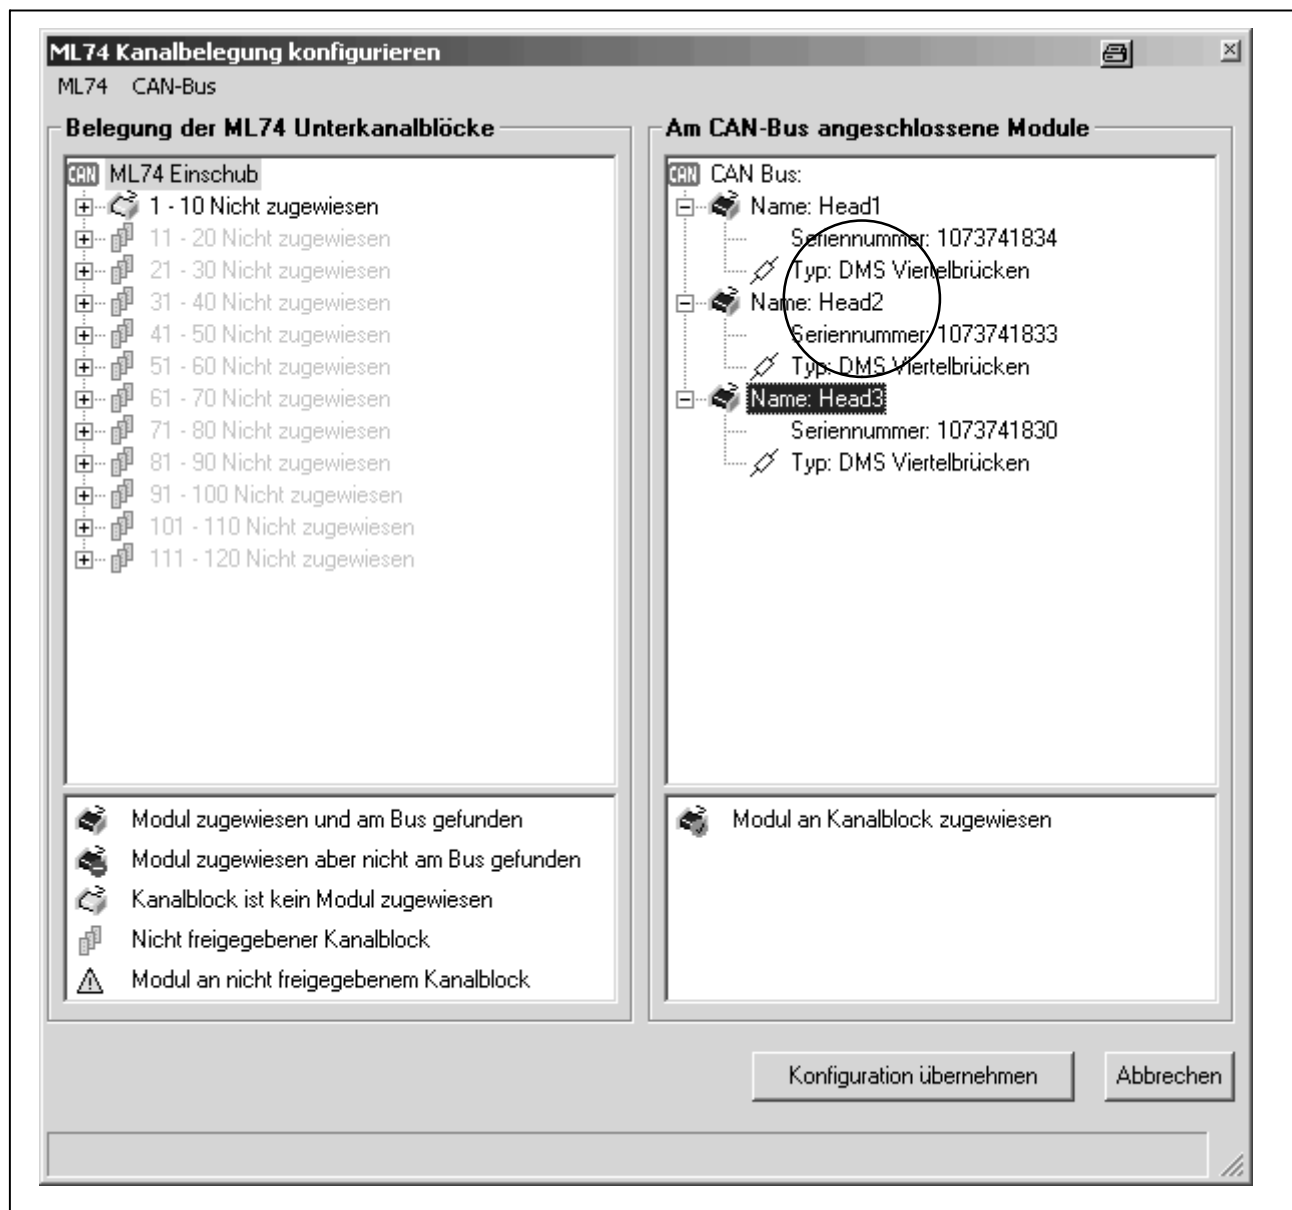 ML74 Kanalbelegung konfigurieren
ML74 CAN-Bus
Belegung der ML74 Unterkanalblöcke
CAN ML74 Einschub
1 - 10 Nicht zugewiesen
11 - 20 Nicht zugewiesen
21 - 30 Nicht zugewiesen
31 - 40 Nicht zugewiesen
41 - 50 Nicht zugewiesen
51 - 60 Nicht zugewiesen
61 - 70 Nicht zugewiesen
71 - 80 Nicht zugewiesen
81 - 90 Nicht zugewiesen
91 - 100 Nicht zugewiesen
101 - 110 Nicht zugewiesen
111 - 120 Nicht zugewiesen
Modul zugewiesen und am Bus gefunden
Modul zugewiesen aber nicht am Bus gefunden
Kanalblock ist kein Modul zugewiesen
Nicht freigegebener Kanalblock
Modul an nicht freigegebenem Kanalblock
Am CAN-Bus angeschlossene Module
CAN CAN Bus:
Name: Head1
Seriennummer: 1073741834
Typ: DMS Viertelbrücken
Name: Head2
Seriennummer: 1073741833
Typ: DMS Viertelbrücken
Name: Head3
Seriennummer: 1073741830
Typ: DMS Viertelbrücken
Modul an Kanalblock zugewiesen
Konfiguration übernehmen
Abbrechen